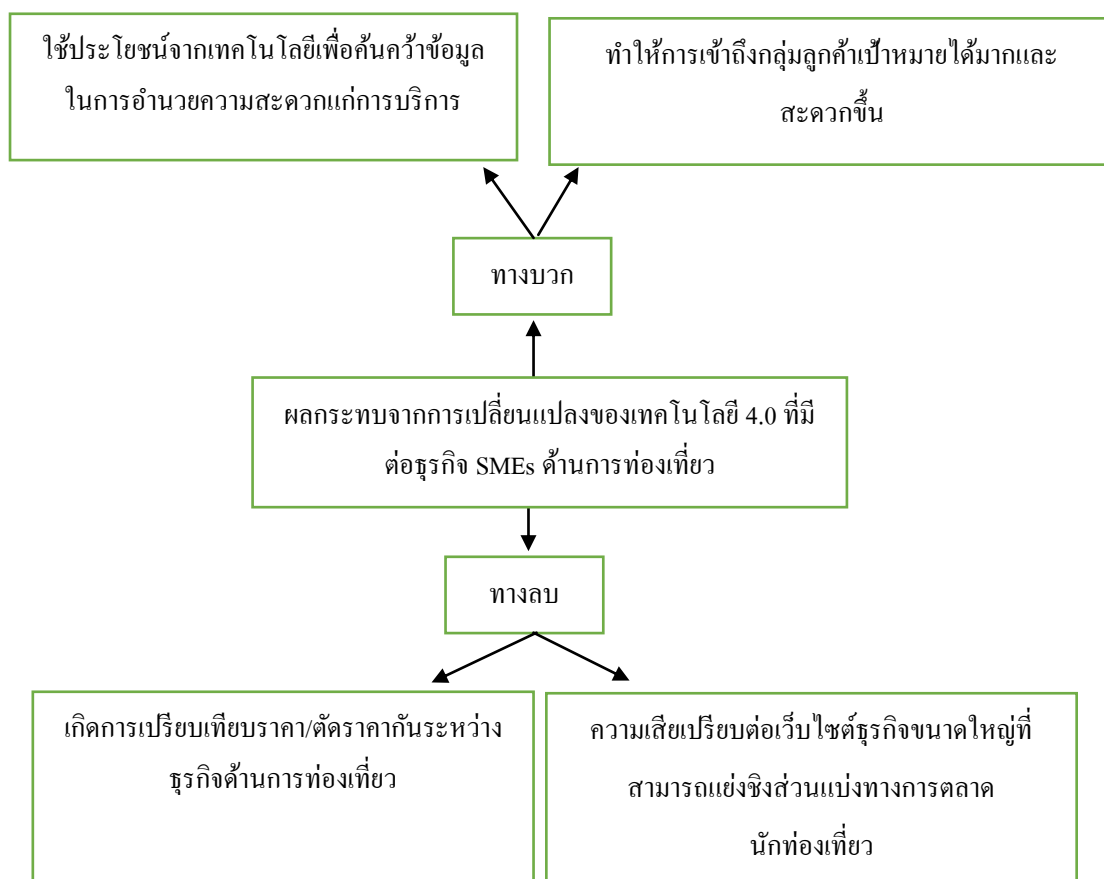 ใช้ประโยชน์จากเทคโนโลยีเพื่อค้นคว้าข้อมูล
ในการอำนวยความสะดวกแก่การบริการ
ทำให้การเข้าถึงกลุ่มลูกค้าเป้าหมายได้มากและ
สะดวกขึ้น
ทางบวก
ผลกระทบจากการเปลี่ยนแปลงของเทคโนโลยี 4.0 ที่มี
ต่อธุรกิจ SMEs ด้านการท่องเที่ยว
ทางลบ
เกิดการเปรียบเทียบราคา/ตัดราคากันระหว่าง
ธุรกิจด้านการท่องเที่ยว
ความเสียเปรียบต่อเว็บไซต์ธุรกิจขนาดใหญ่ที่
สามารถแย่งชิงส่วนแบ่งทางการตลาด
นักท่องเที่ยว